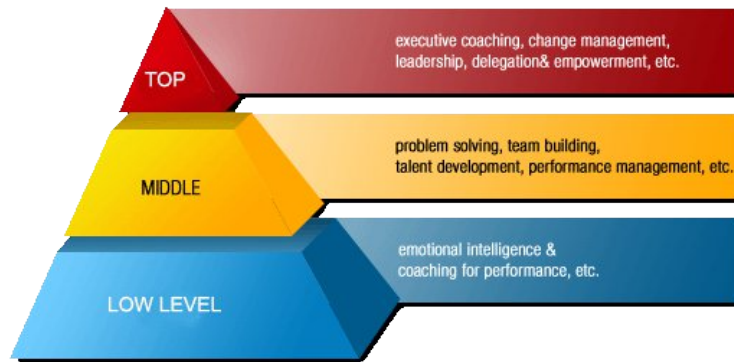 TOP
executive coaching, change management,
leadership, delegation& empowerment, etc.
MIDDLE
problem solving, team building,
talent development, performance management, etc.
LOW LEVEL
emotional intelligence &
coaching for performance, etc.